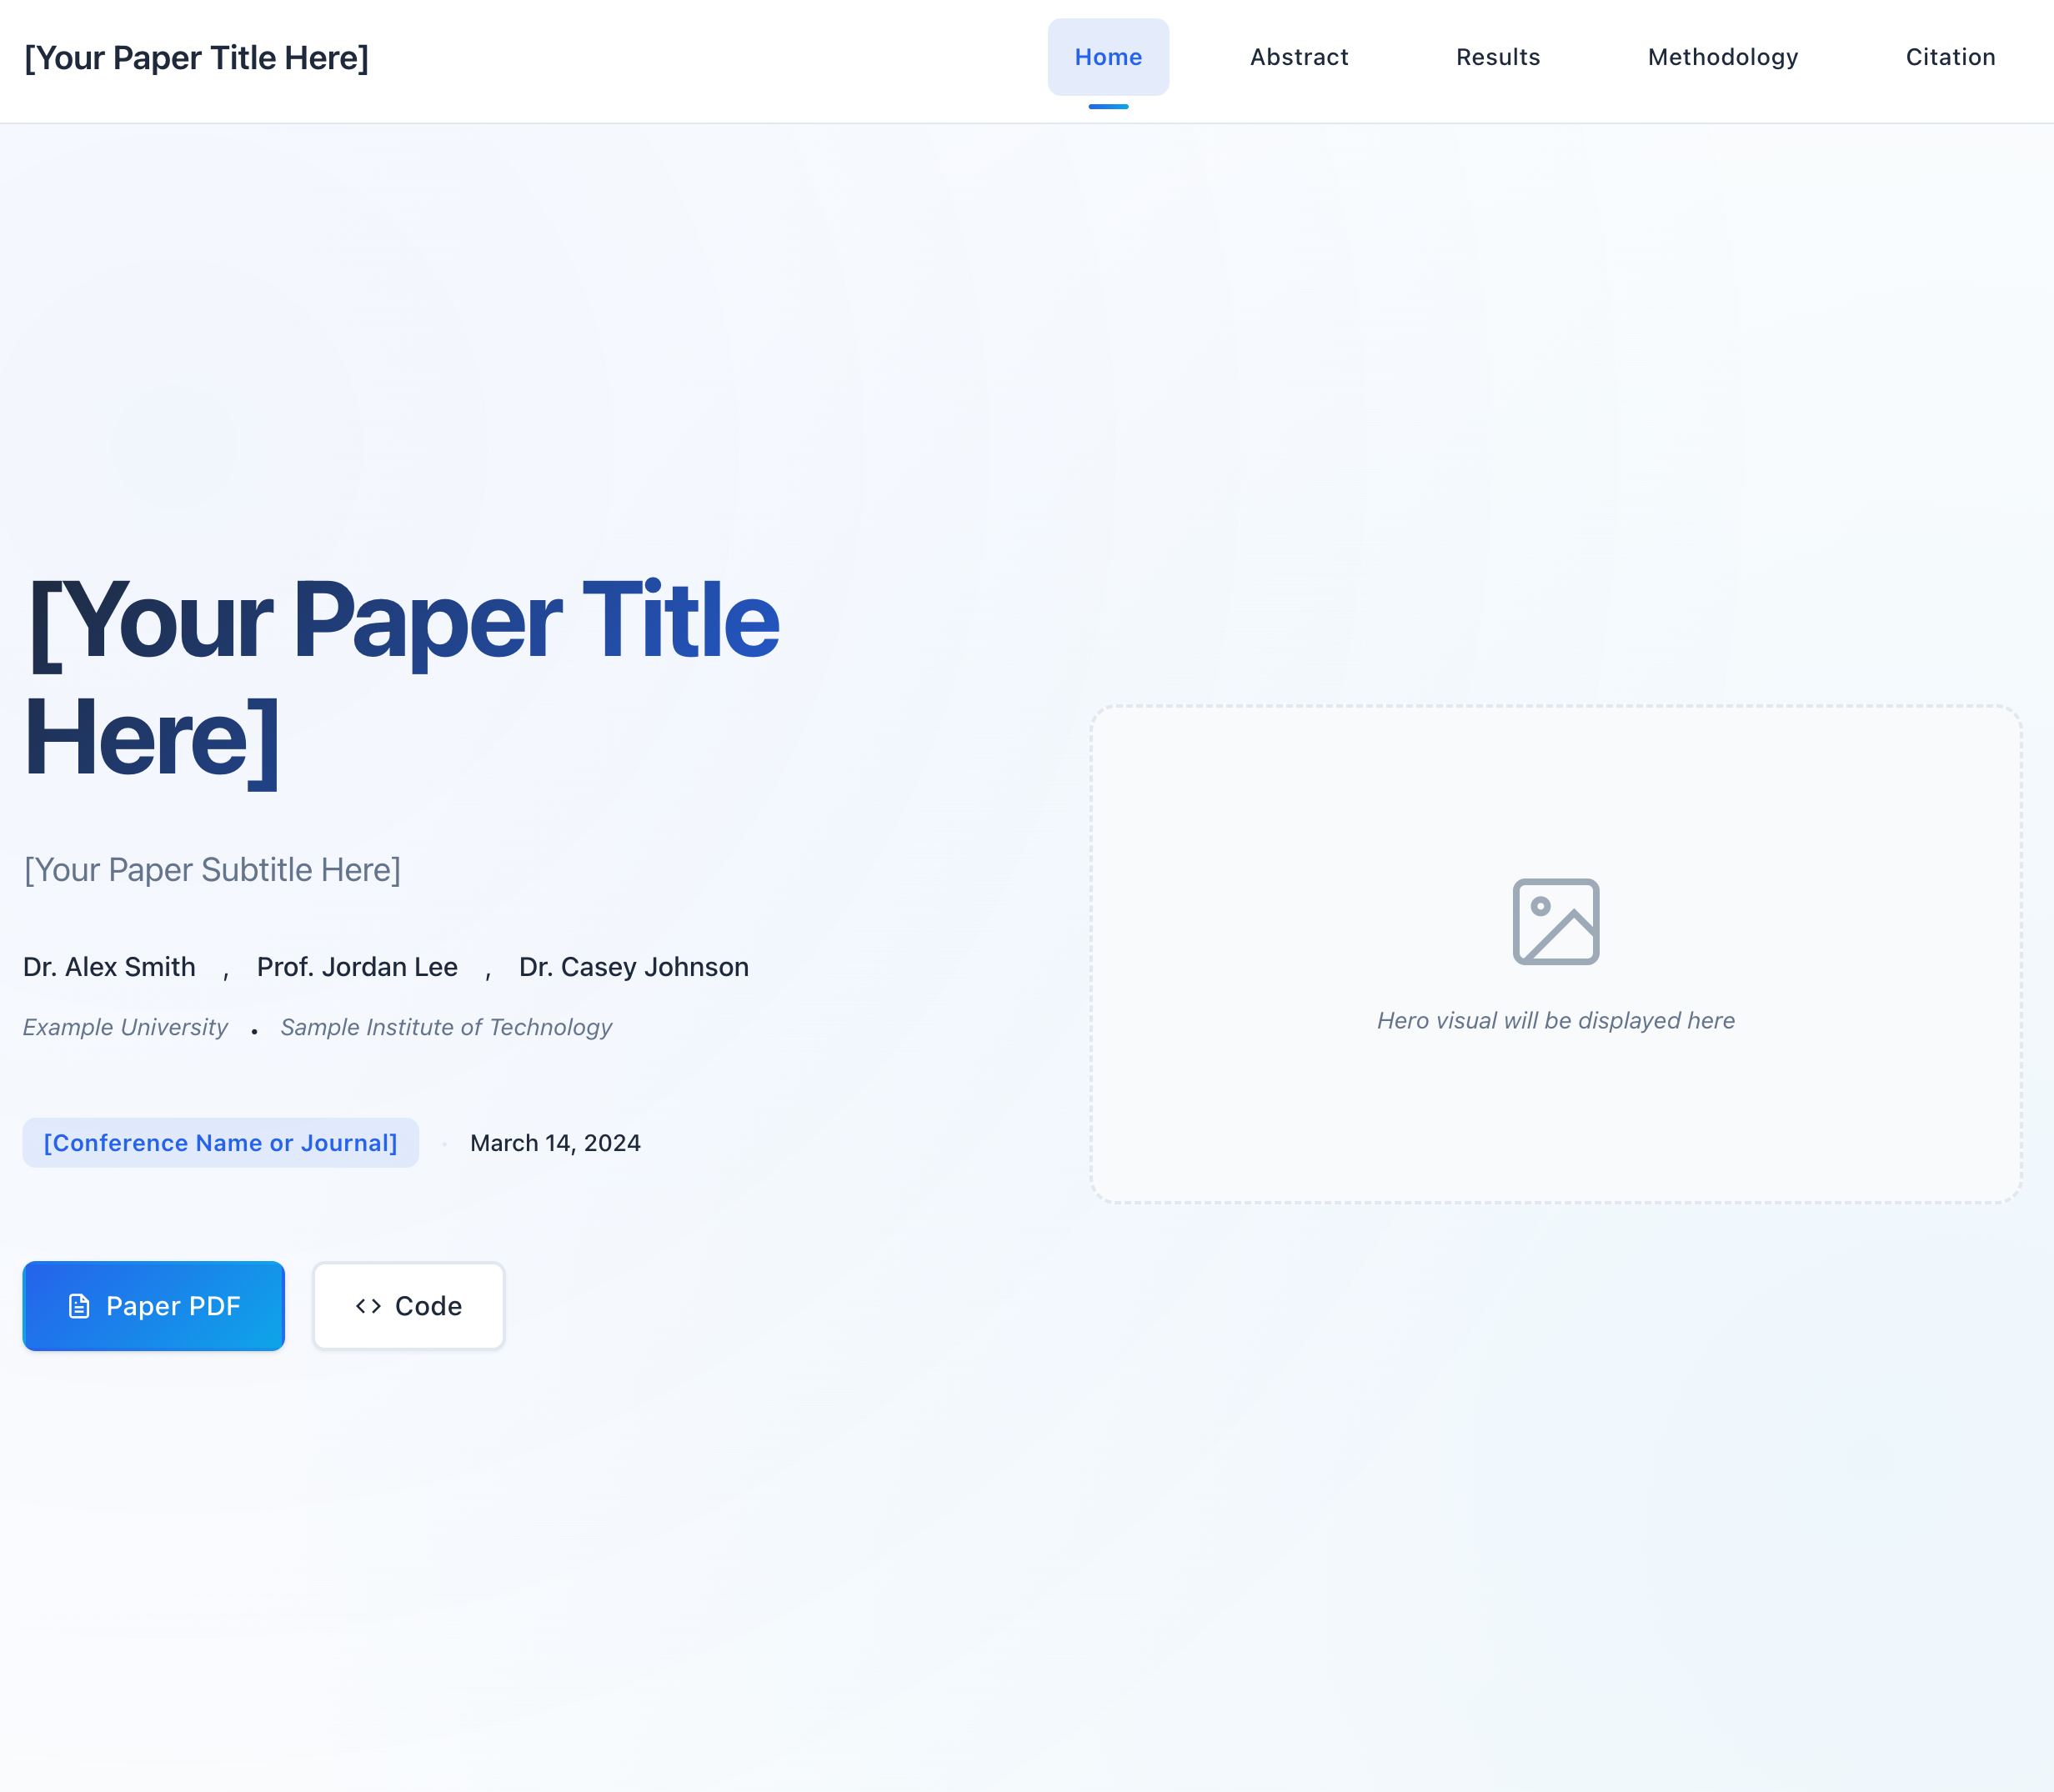 [Your Paper Title Here]
Home
Abstract
Results
Methodology
Citation
[Your Paper Title
Here]
[Your Paper Subtitle Here]
Dr. Alex Smith , Prof. Jordan Lee , Dr. Casey Johnson
Example University • Sample Institute of Technology
[Conference Name or Journal] · March 14, 2024
Paper PDF
Code
Hero visual will be displayed here